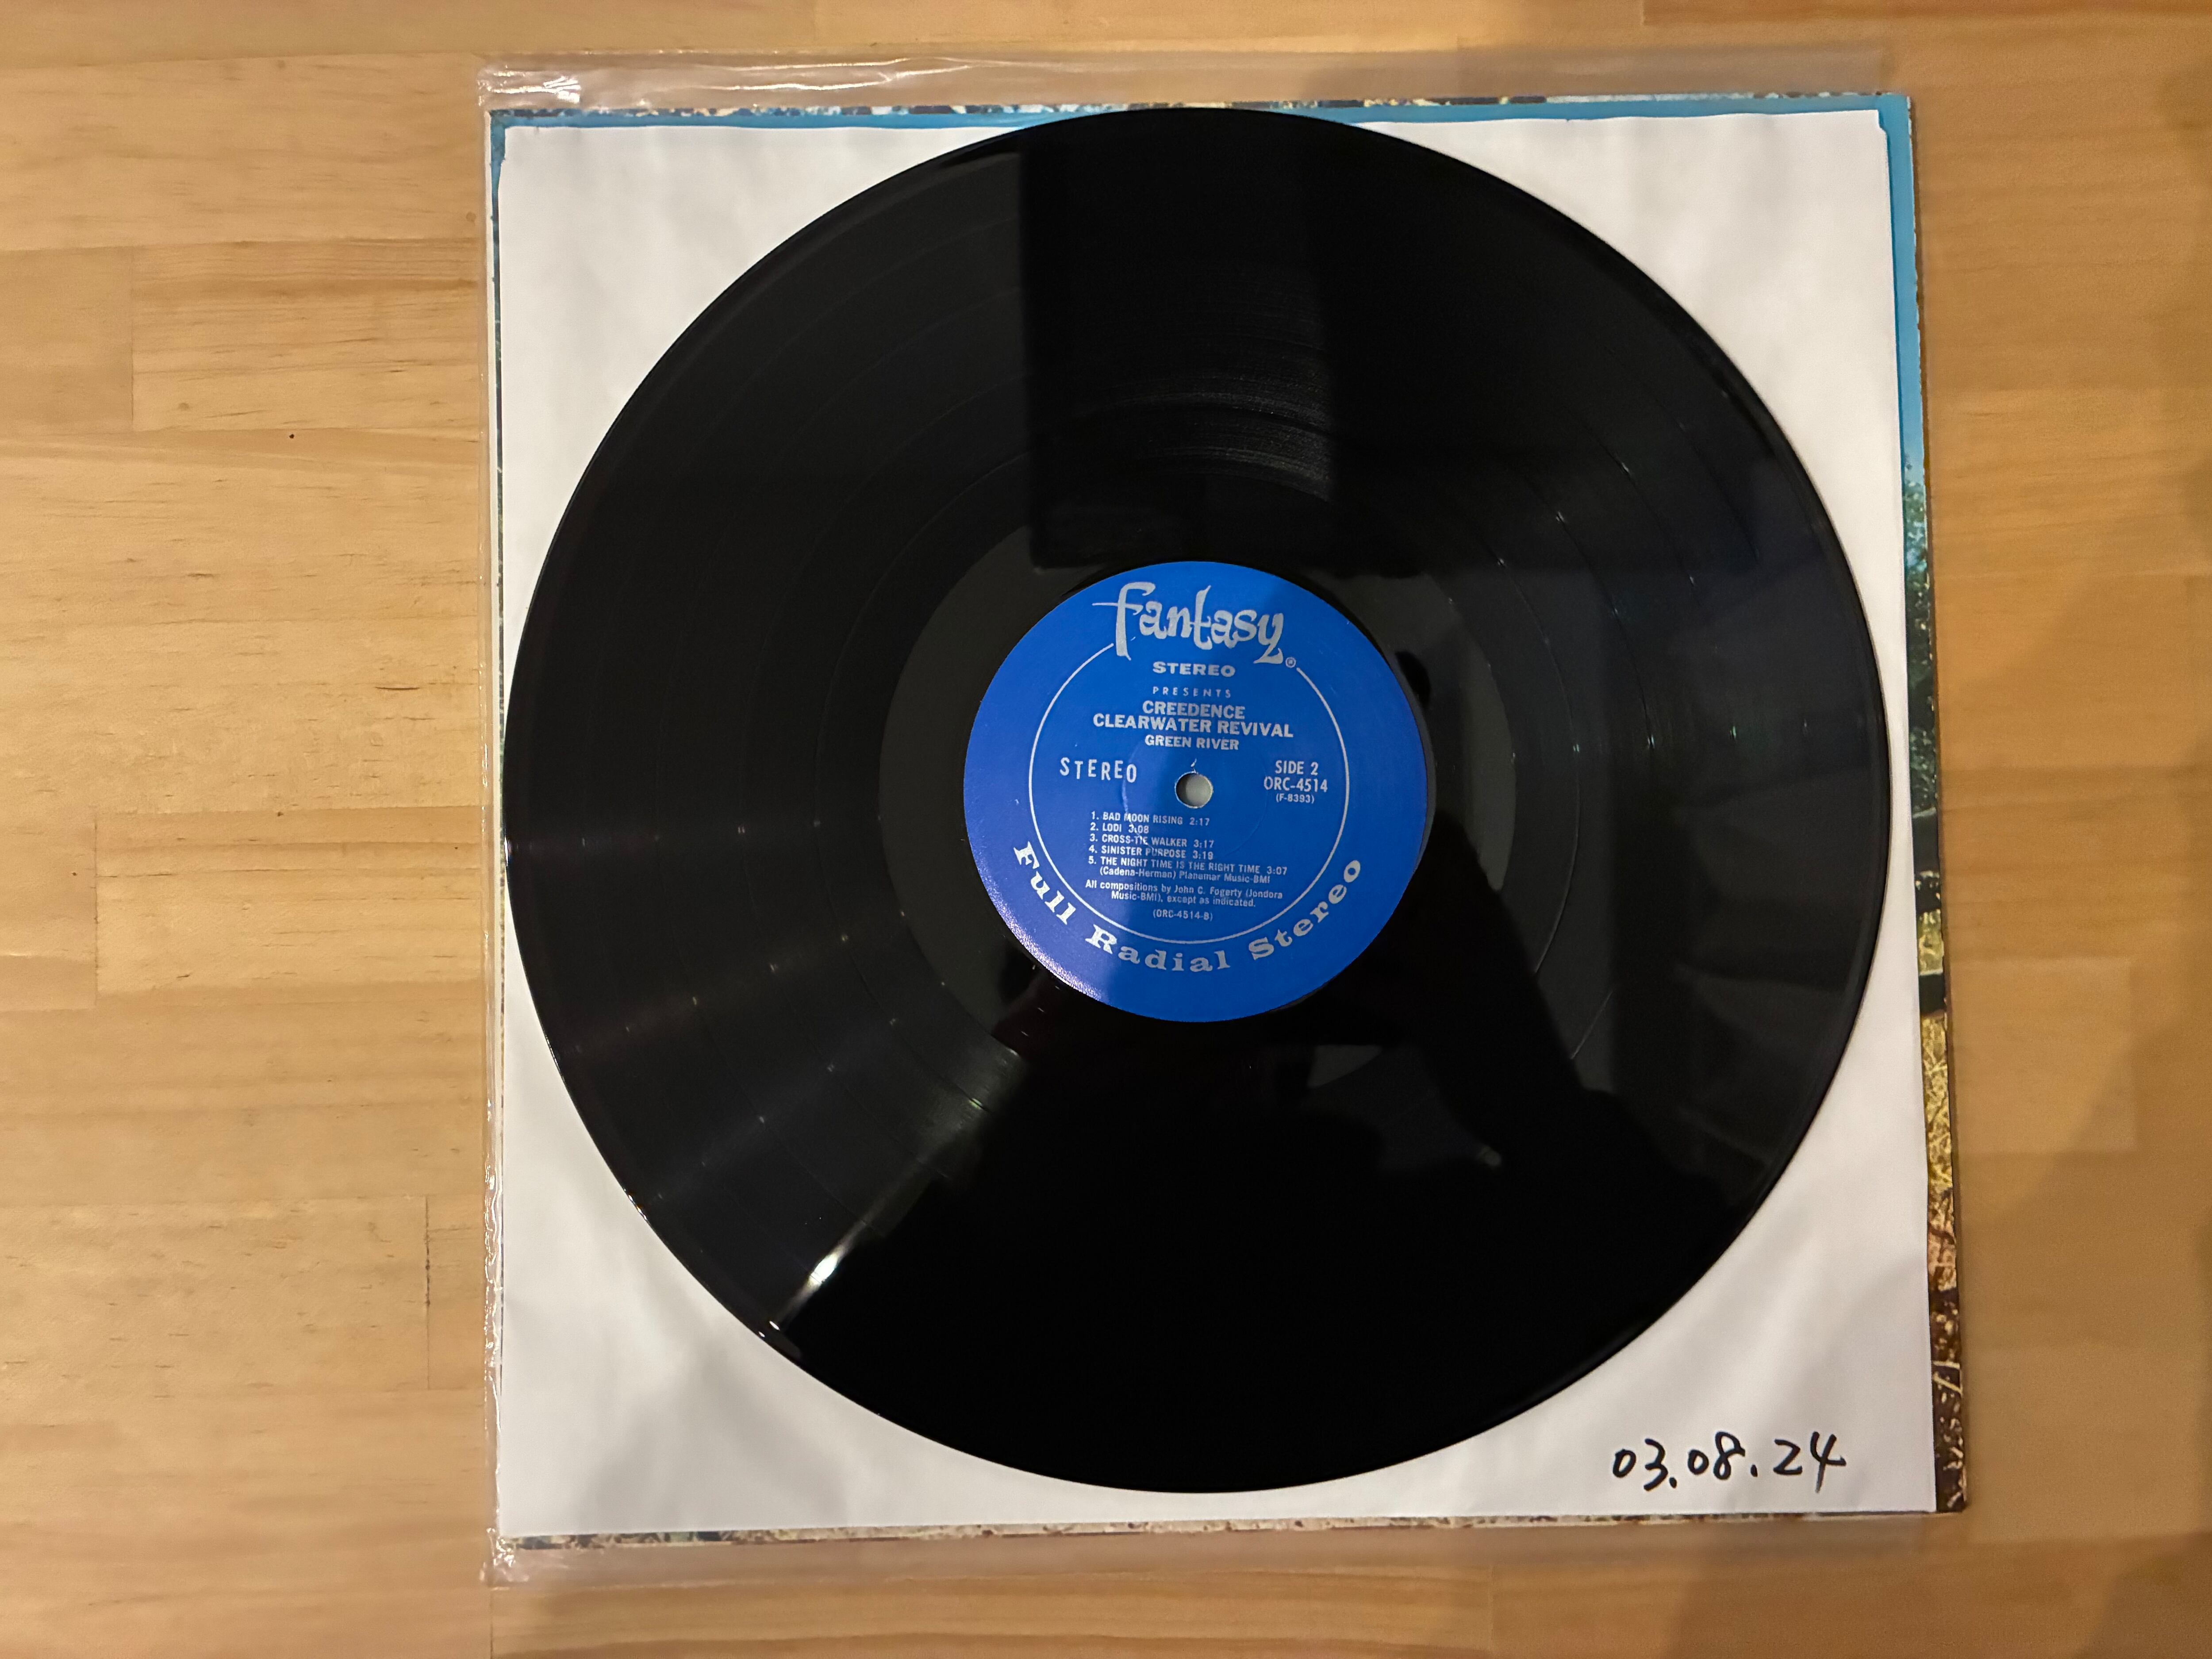 fantasy®
STEREO
PRESENTS
CREEDENCE
CLEARWATER REVIVAL
GREEN RIVER
STEREO
SIDE 2
ORC-4514
(F-8393)
1. BAD MOON RISING 2:17
2. LODI 3:08
3. CROSS-TIE WALKER 3:17
4. SINISTER PURPOSE 3:19
5. THE NIGHT TIME IS THE RIGHT TIME 3:07
(Cadena-Herman) Planemar Music-BMI
All compositions by John C. Fogerty (Jondora
Music-BMI), except as indicated.
(ORC-4514-B)
Full Radial Stereo
03.08.24